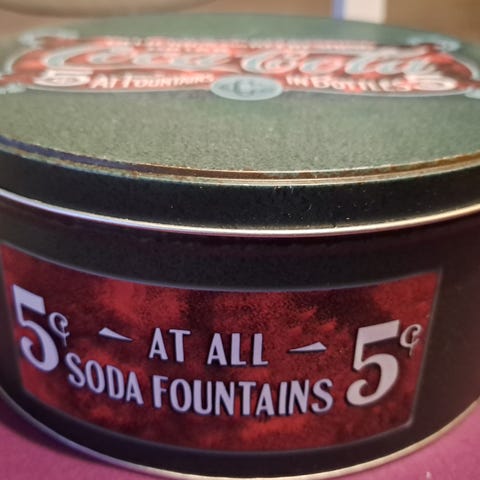 Coca-Cola
5 AT FOUNTAINS IN BOTTLES 5
5¢ AT ALL 5¢
SODA FOUNTAINS